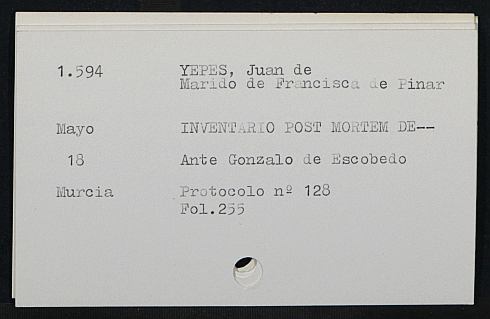 1.594 YEPES, Juan de
Marido de Francisca de Pinar
Mayo INVENTARIO POST MORTEM DE--
18 Ante Gonzalo de Escobedo
Murcia Protocolo nº 128
Fol.255